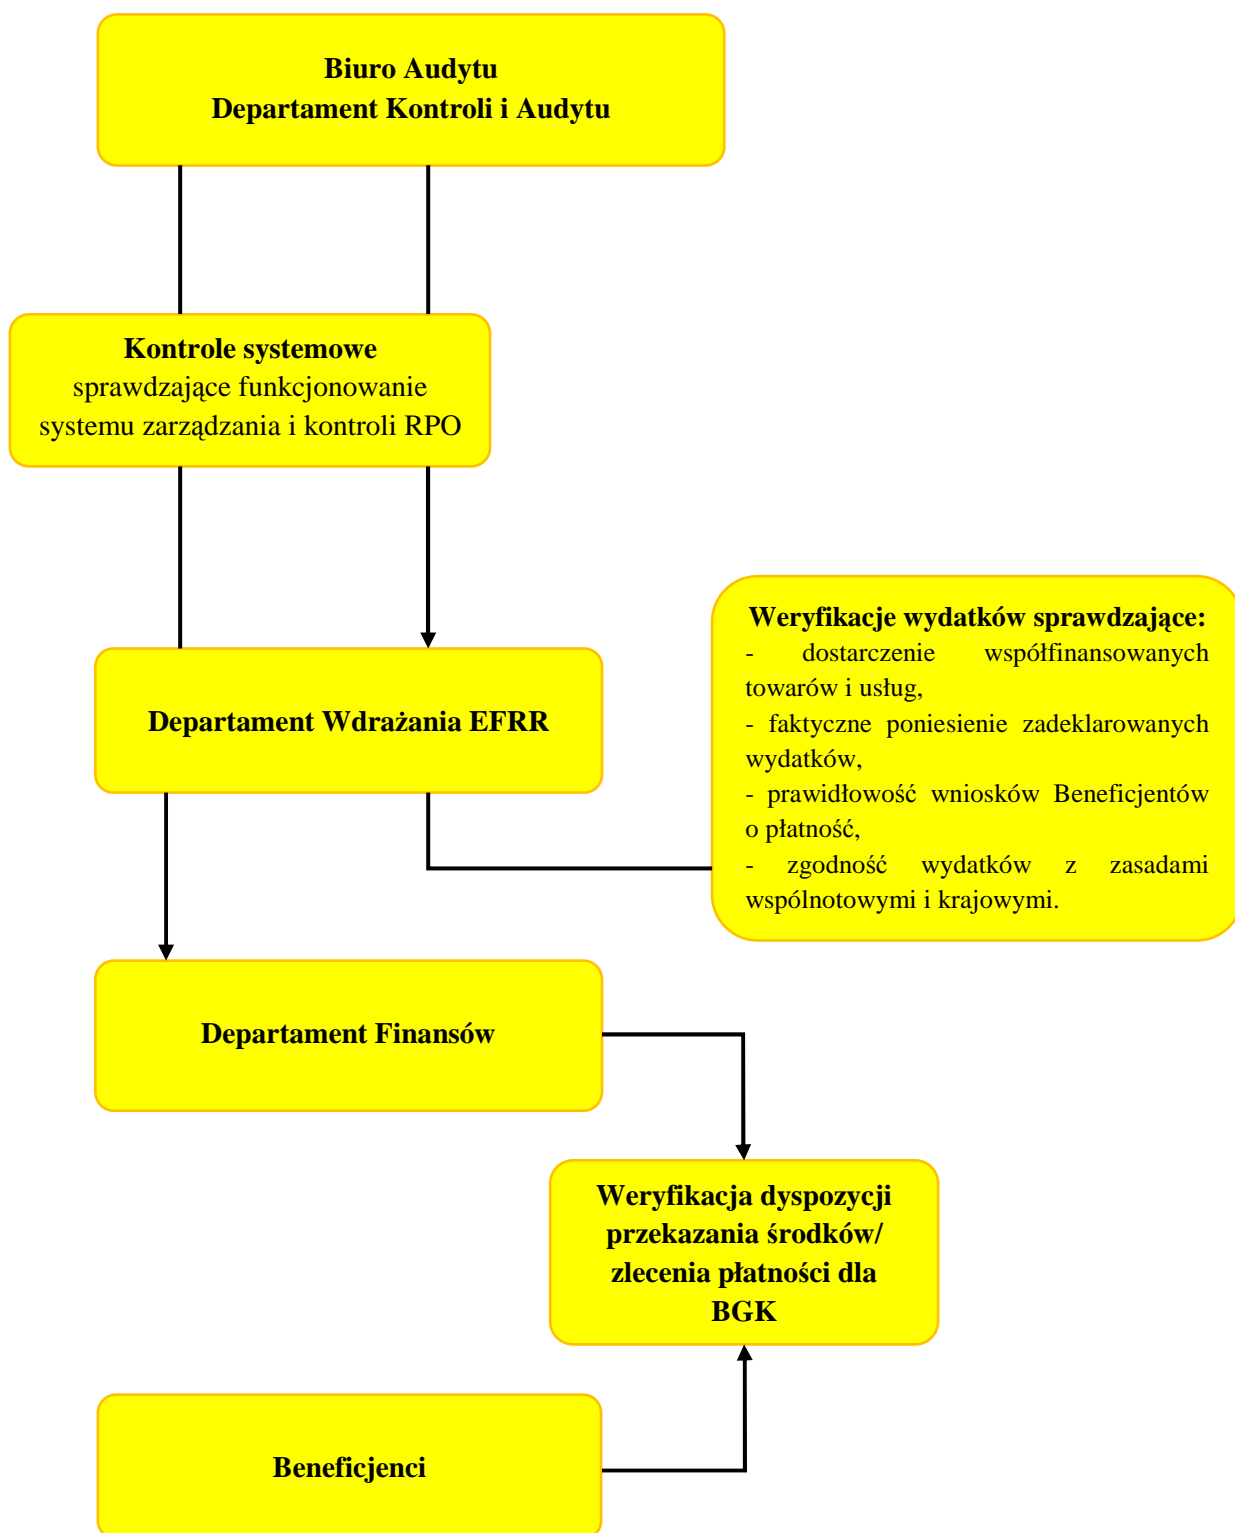 Biuro Audytu
Departament Kontroli i Audytu
Kontrole systemowe
sprawdzające funkcjonowanie
systemu zarządzania i kontroli RPO
Weryfikacje wydatków sprawdzające:
- dostarczenie współfinansowanych
towarów i usług,
- faktyczne poniesienie zadeklarowanych
wydatków,
- prawidłowość wniosków Beneficjentów
o płatność,
- zgodność wydatków z zasadami
wspólnotowymi i krajowymi.
Departament Wdrażania EFRR
Departament Finansów
Weryfikacja dyspozycji
przekazania środków/
zlecenia płatności dla
BGK
Beneficjenci